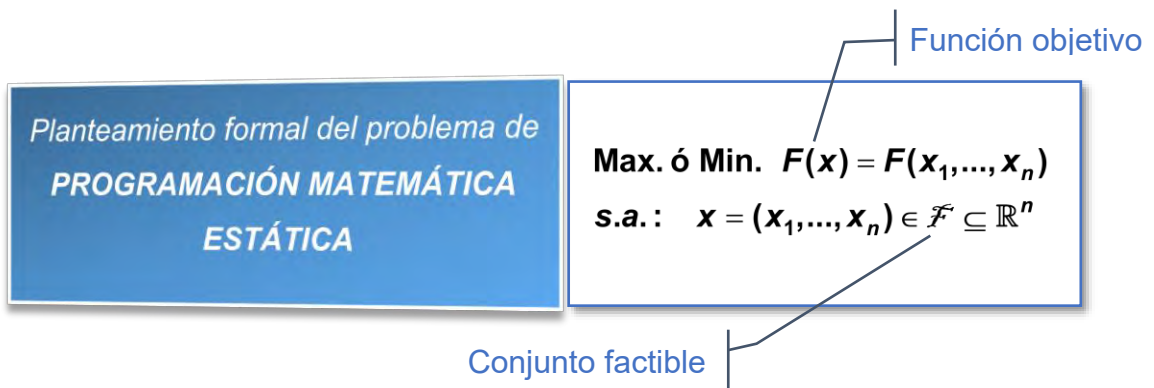 Función objetivo
Planteamiento formal del problema de
PROGRAMACIÓN MATEMÁTICA
ESTÁTICA
Max. ó Min. F(x) = F(x₁,..., xₙ)
s.a. : x = (x₁,..., xₙ) ∈ ℱ ⊆ ℝⁿ
Conjunto factible